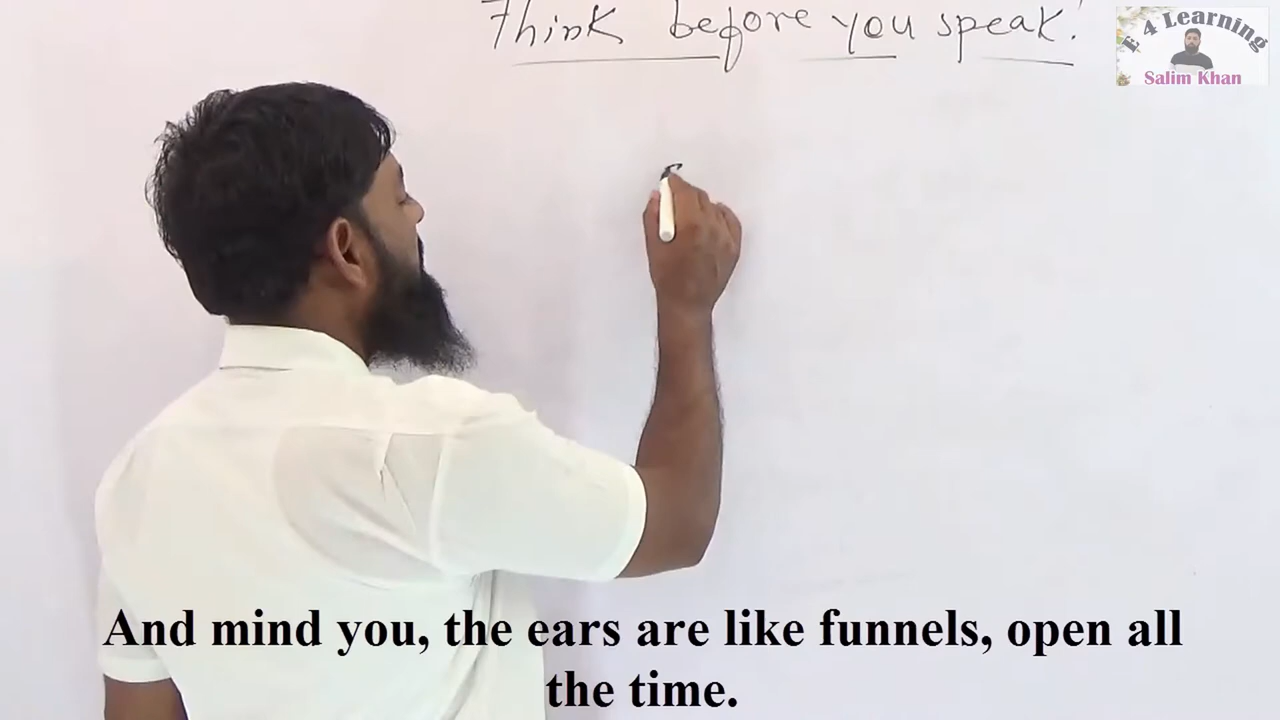 Think before you speak!
E 4 Learning
Salim Khan
And mind you, the ears are like funnels, open all
the time.